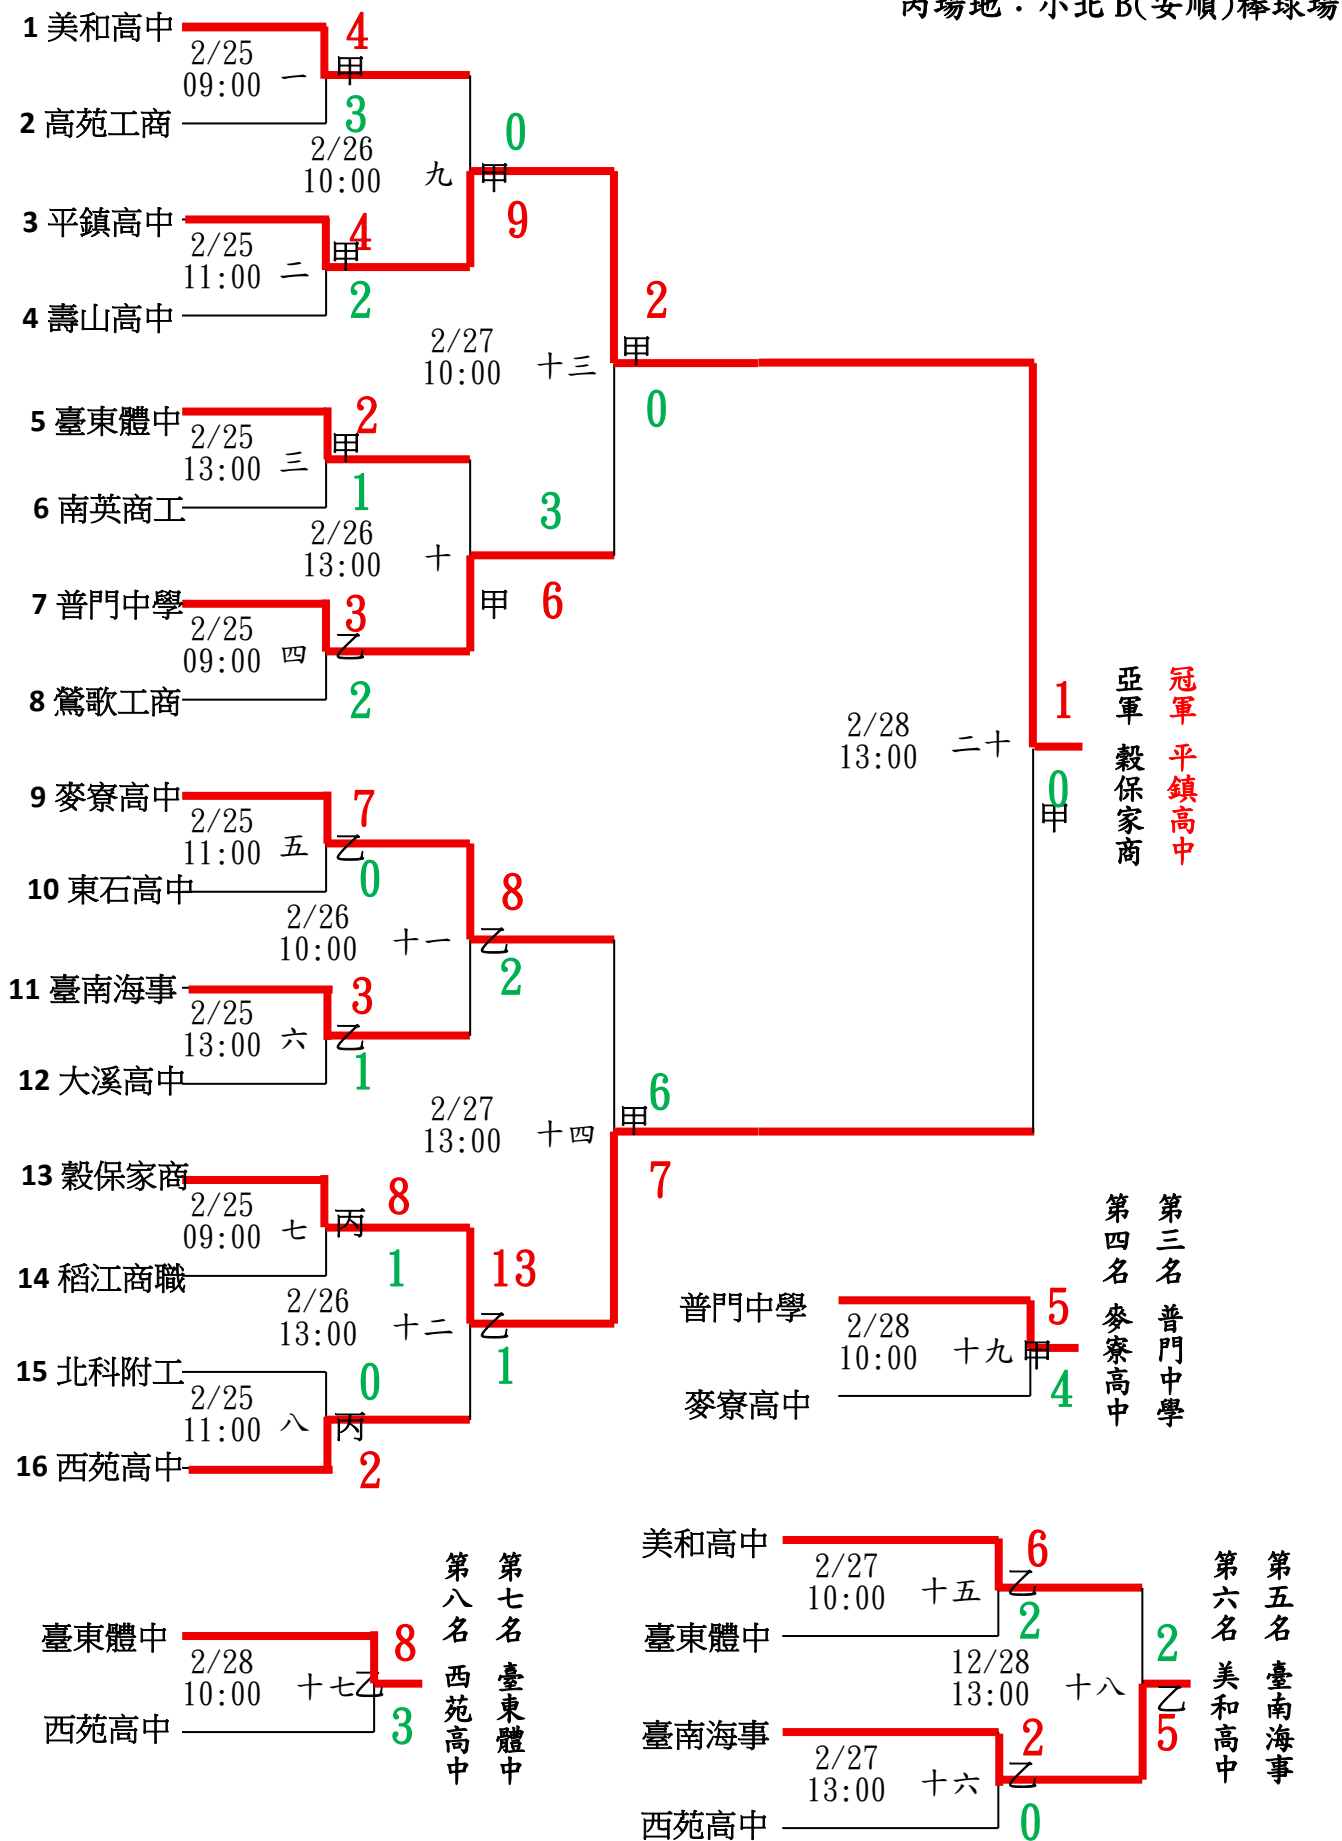 丙場地：小北B(安順)棒球場
1 美和高中
4
2/25
09:00 一 甲
3
2 高苑工商
0
2/26
10:00 九 甲
9
3 平鎮高中
4
2/25
11:00 二 甲
2
4 壽山高中
2
2/27
10:00 十三 甲
0
5 臺東體中
2
2/25
13:00 三 甲
1
6 南英商工
3
2/26
13:00 十 甲
6
7 普門中學
3
2/25
09:00 四 乙
2
8 鶯歌工商
1
2/28
13:00 二十
0
甲
亞軍 穀保家商
冠軍 平鎮高中
9 麥寮高中
7
2/25
11:00 五 乙
0
10 東石高中
8
2/26
10:00 十一 乙
2
11 臺南海事
3
2/25
13:00 六 乙
1
12 大溪高中
6
2/27
13:00 十四 甲
7
13 穀保家商
8
2/25
09:00 七 丙
1
14 稻江商職
13
2/26
13:00 十二 乙
1
15 北科附工
0
2/25
11:00 八 丙
2
16 西苑高中
普門中學
5
2/28
10:00 十九 甲
4
麥寮高中
第四名 麥寮高中
第三名 普門中學
臺東體中
8
2/28
10:00 十七 乙
3
西苑高中
第八名 西苑高中
第七名 臺東體中
美和高中
6
2/27
10:00 十五 乙
2
臺東體中
2
12/28
13:00 十八 乙
5
臺南海事
2
2/27
13:00 十六 乙
0
西苑高中
第六名 美和高中
第五名 臺南海事